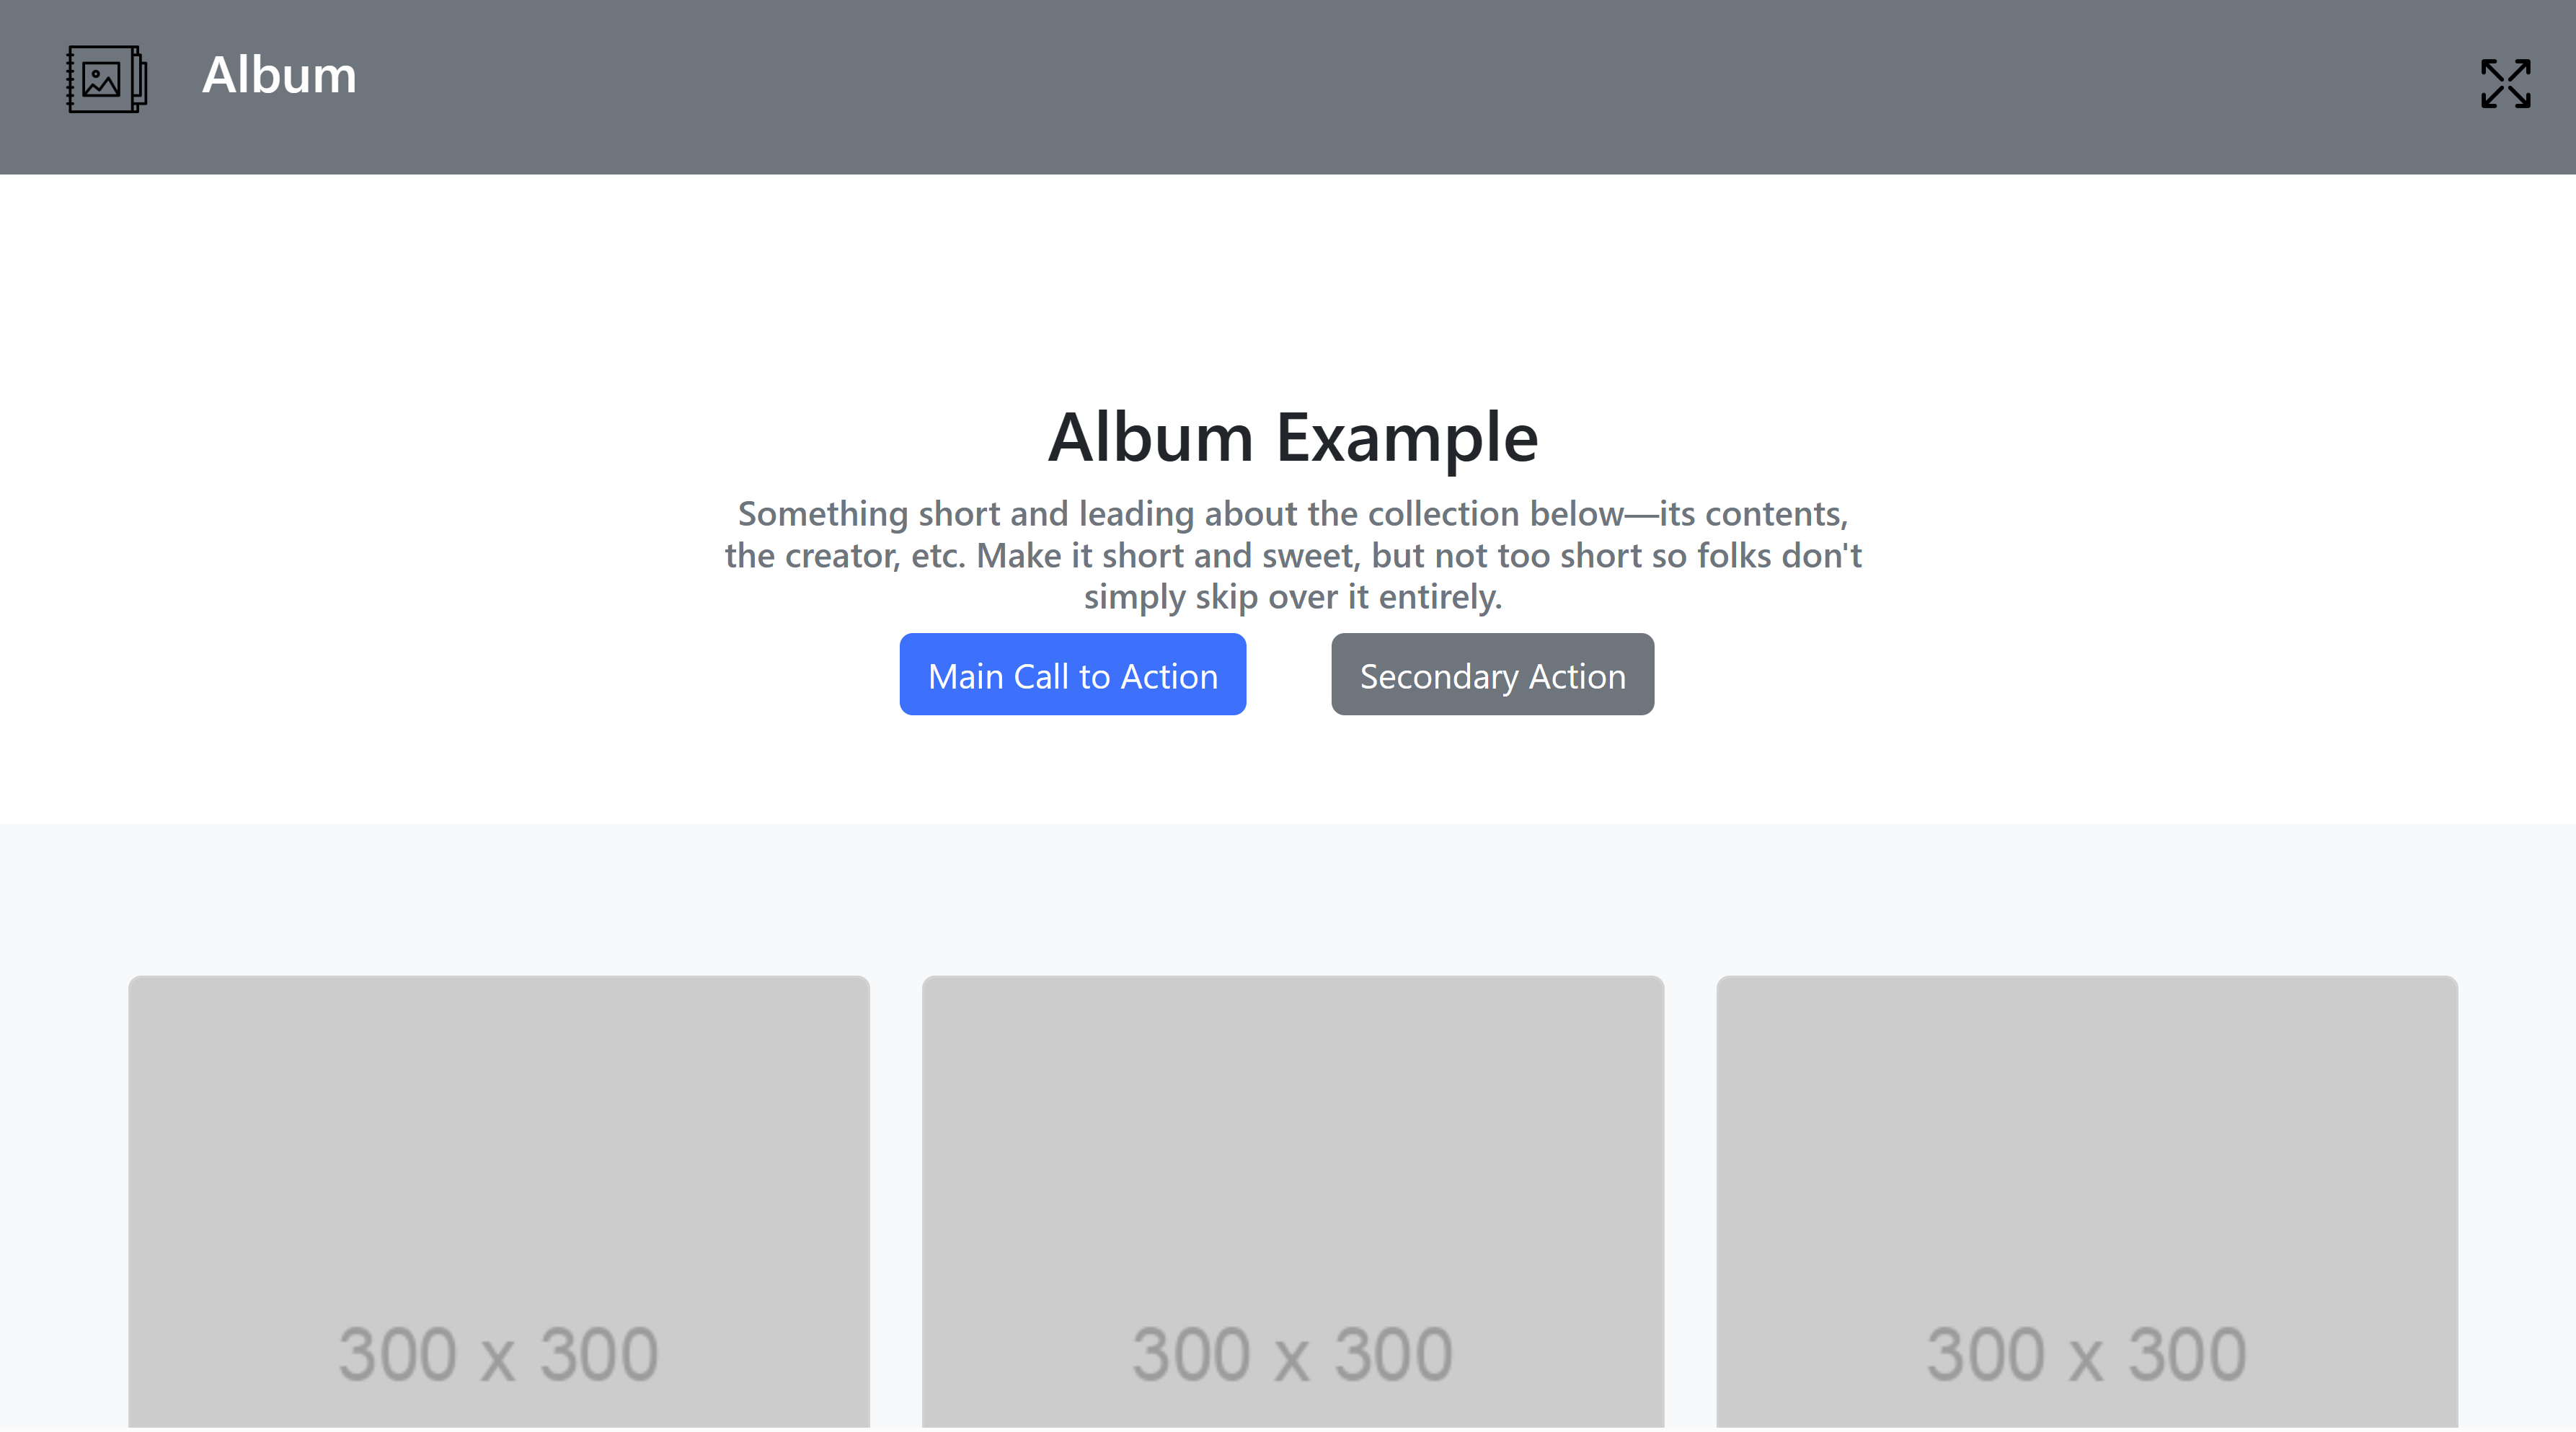 Album
Album Example
Something short and leading about the collection below—its contents,
the creator, etc. Make it short and sweet, but not too short so folks don't
simply skip over it entirely.
Main Call to Action
Secondary Action
300 x 300
300 x 300
300 x 300